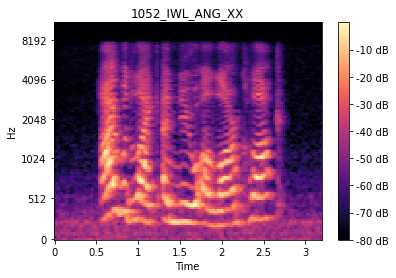 1052_IWL_ANG_XX
8192
4096
2048
1024
512
0
Hz
0 0.5 1 1.5 2 2.5 3
Time
-10 dB
-20 dB
-30 dB
-40 dB
-50 dB
-60 dB
-70 dB
-80 dB